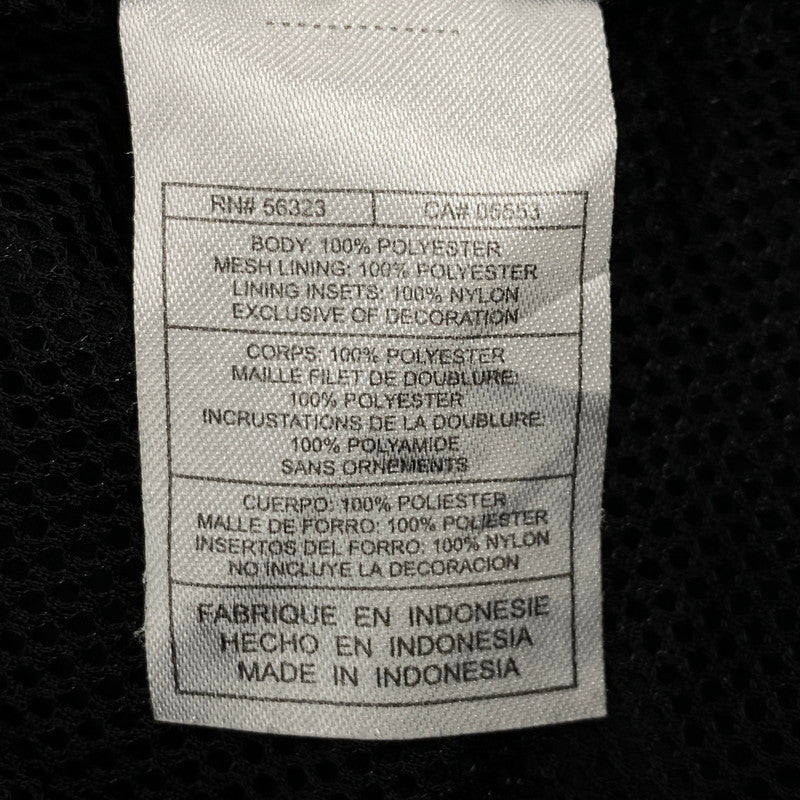 RN# 56323 CA# 05553
BODY: 100% POLYESTER
MESH LINING: 100% POLYESTER
LINING INSETS: 100% NYLON
EXCLUSIVE OF DECORATION
CORPS: 100% POLYESTER
MAILLE FILET DE DOUBLURE:
100% POLYESTER
INCRUSTATIONS DE LA DOUBLURE:
100% POLYAMIDE
SANS ORNEMENTS
CUERPO: 100% POLIESTER
MALLE DE FORRO: 100% POLIESTER
INSERTOS DEL FORRO: 100% NYLON
NO INCLUYE LA DECORACION
FABRIQUE EN INDONESIE
HECHO EN INDONESIA
MADE IN INDONESIA